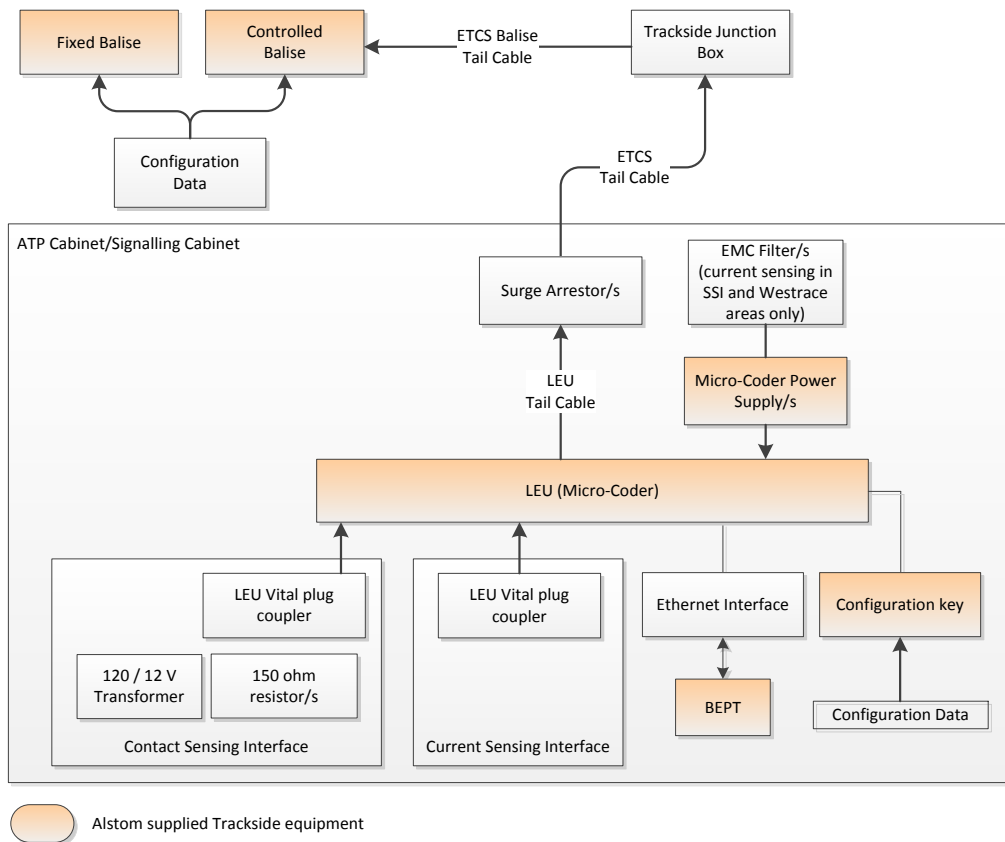 Fixed Balise
Controlled
Balise
ETCS Balise
Tail Cable
Trackside Junction
Box
Configuration
Data
ETCS
Tail Cable
ATP Cabinet/Signalling Cabinet
Surge Arrestor/s
EMC Filter/s
(current sensing in
SSI and Westrace
areas only)
LEU
Tail Cable
Micro-Coder Power
Supply/s
LEU (Micro-Coder)
LEU Vital plug
coupler
120 / 12 V
Transformer
150 ohm
resistor/s
Contact Sensing Interface
LEU Vital plug
coupler
Current Sensing Interface
Ethernet Interface
BEPT
Configuration key
Configuration Data
Alstom supplied Trackside equipment